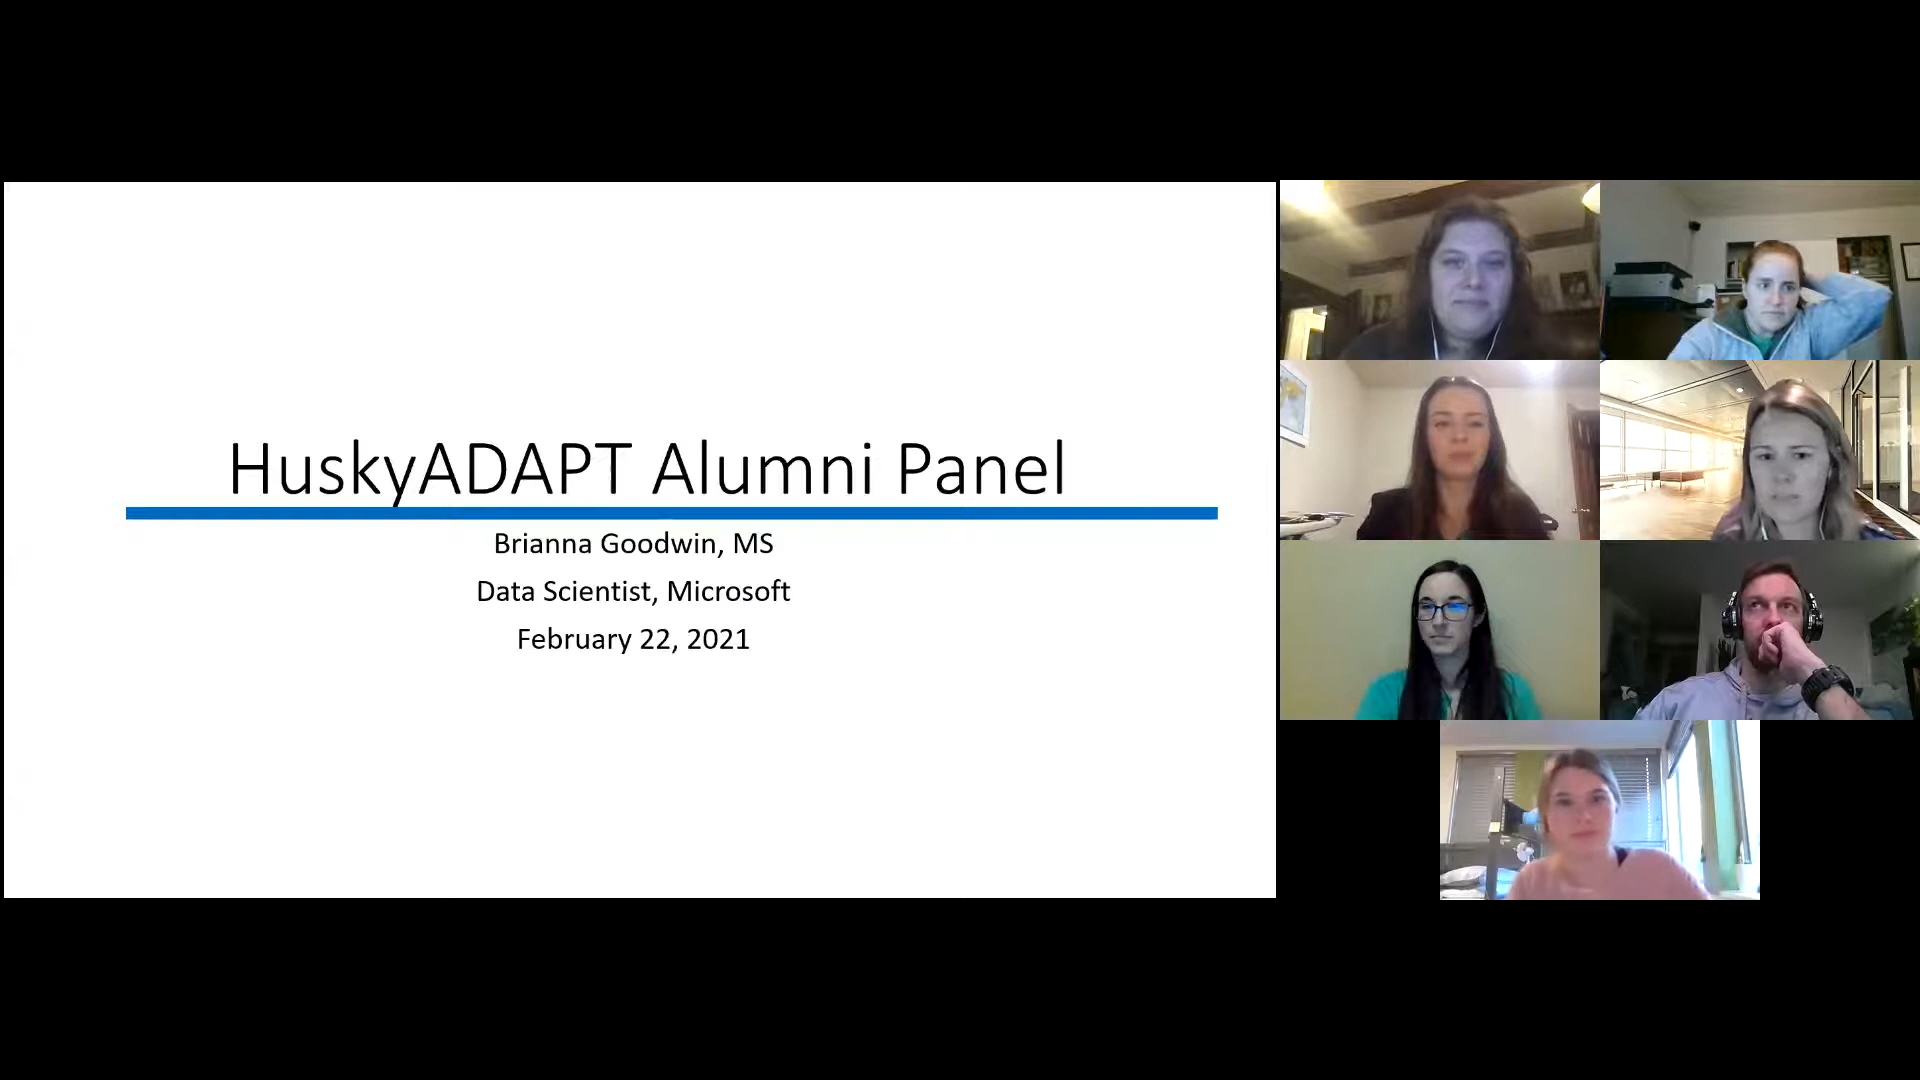 HuskyADAPT Alumni Panel
Brianna Goodwin, MS
Data Scientist, Microsoft
February 22, 2021